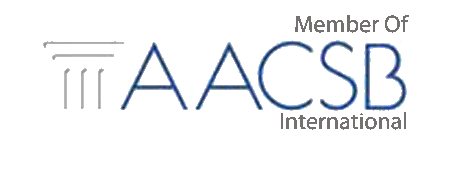 Member Of
AACSB
International